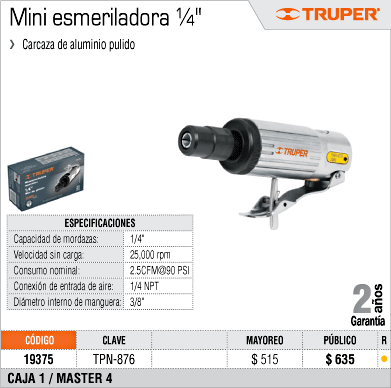 Mini esmeriladora ¼"
TRUPER®
❯ Carcaza de aluminio pulido
TRUPER
TRUPER
ESPECIFICACIONES
Capacidad de mordazas: 1/4"
Velocidad sin carga: 25,000 rpm
Consumo nominal: 2.5CFM@90 PSI
Conexión de entrada de aire: 1/4 NPT
Diámetro interno de manguera: 3/8"
2 años
Garantía
CÓDIGO CLAVE MAYOREO PÚBLICO R
19375 TPN-876 $ 515 $ 635
CAJA 1 / MASTER 4